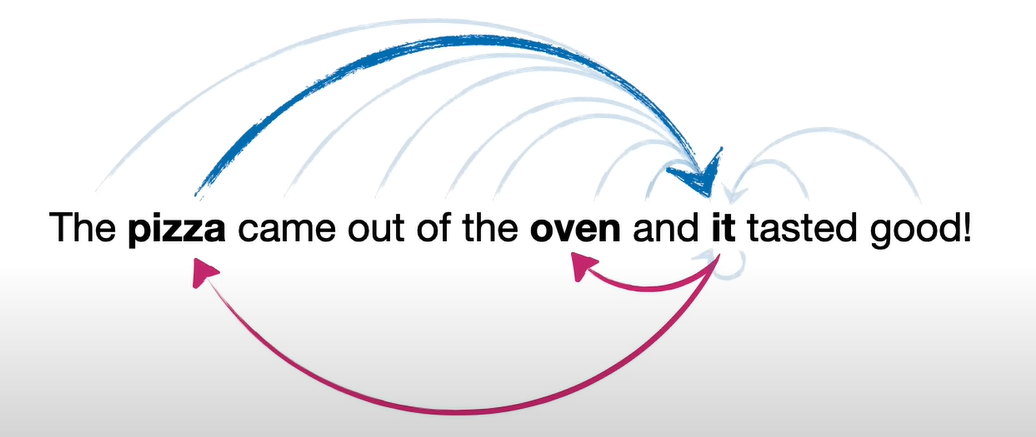 The pizza came out of the oven and it tasted good!